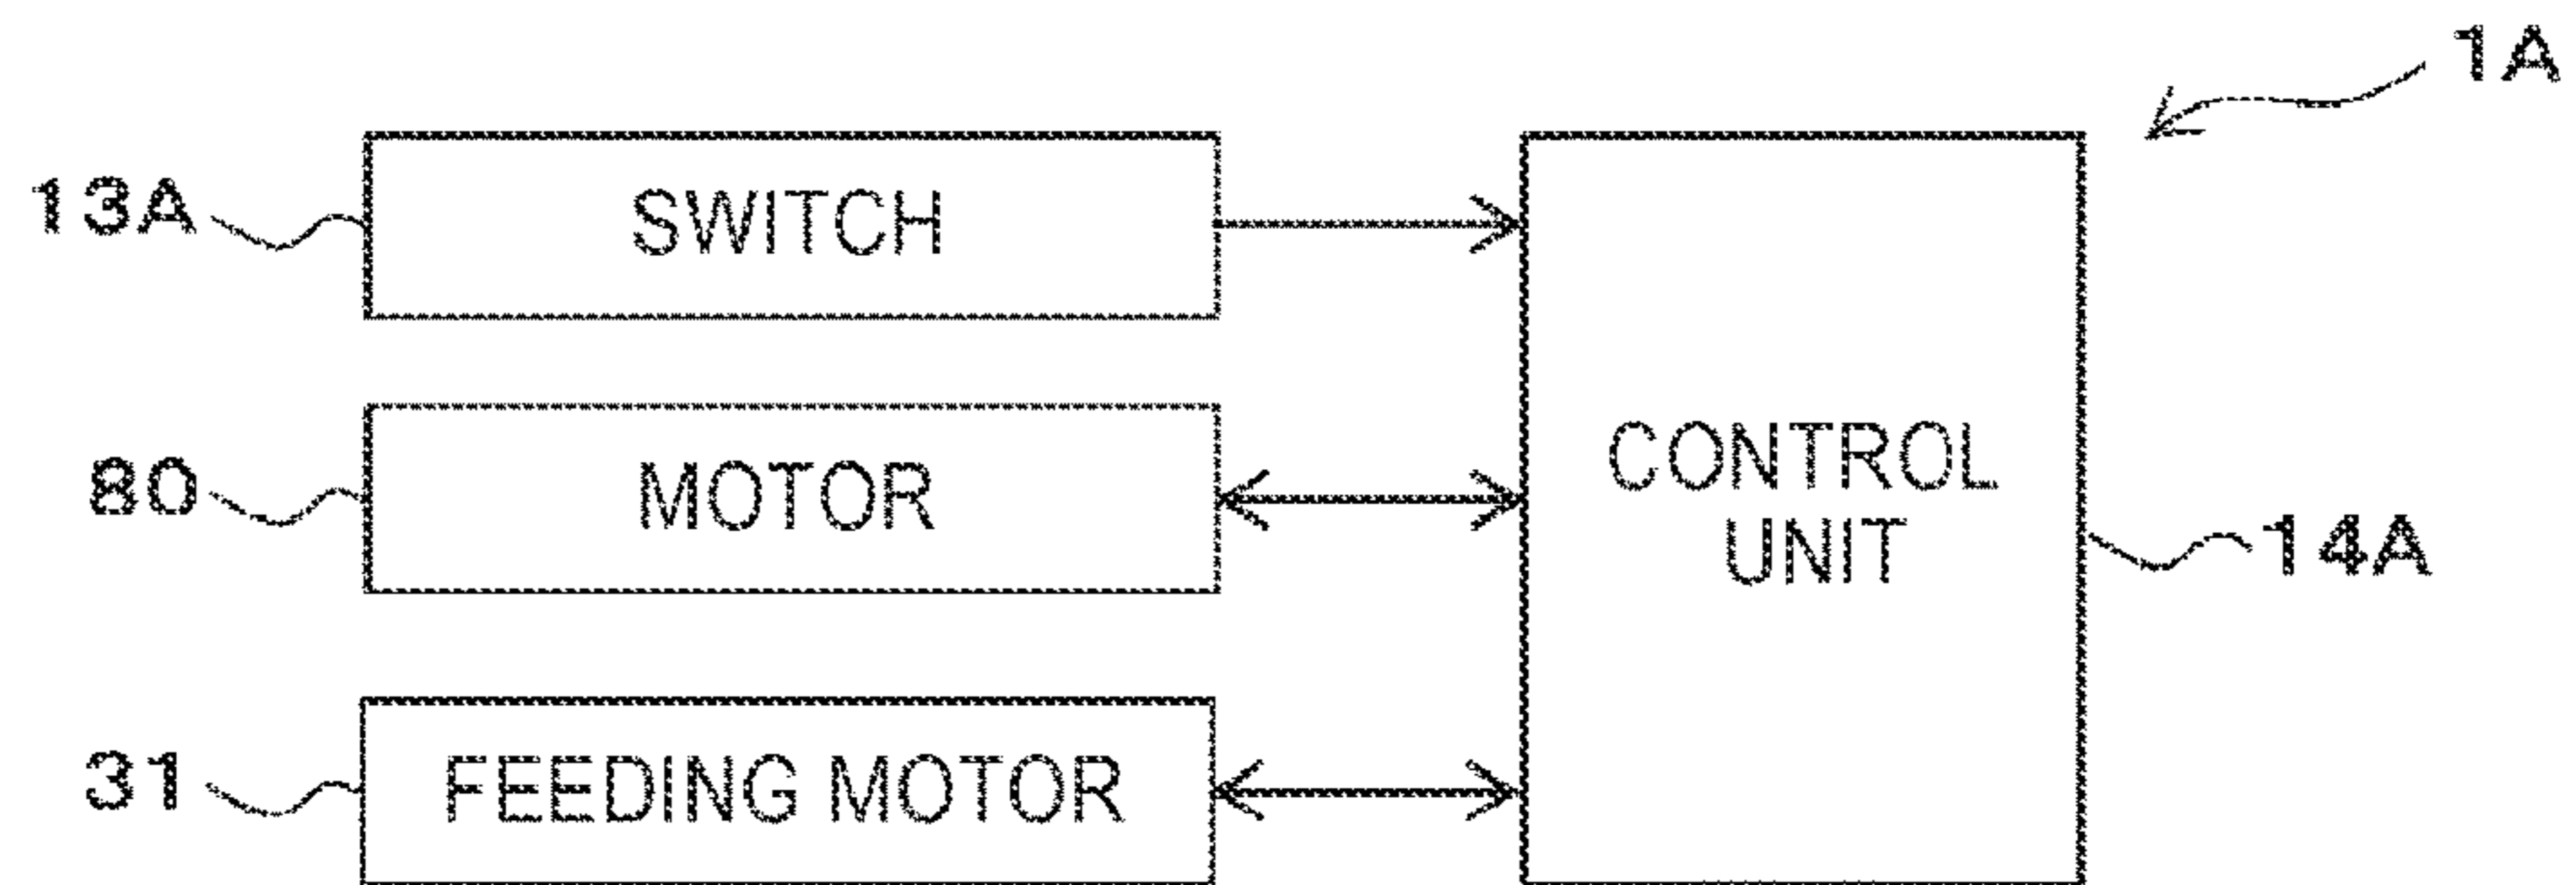 1A
13A
SWITCH
80
MOTOR
CONTROL
UNIT
14A
31
FEEDING MOTOR